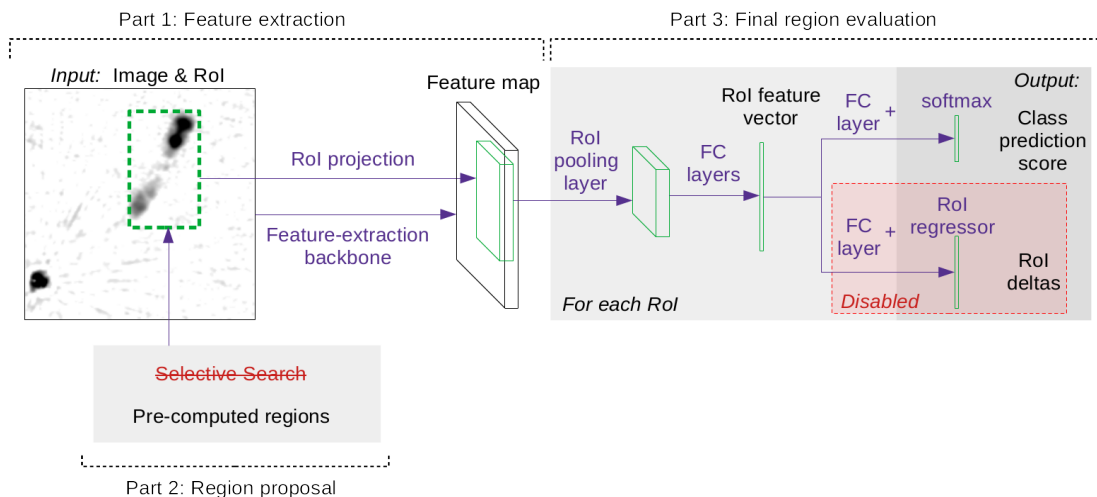 Part 1: Feature extraction
Part 3: Final region evaluation
Input: Image & RoI
Feature map
RoI projection
Feature-extraction
backbone
RoI
pooling
layer
FC
layers
RoI feature
vector
FC
layer +
softmax
Output:
Class
prediction
score
FC
layer +
RoI
regressor
RoI
deltas
Disabled
For each RoI
Selective Search
Pre-computed regions
Part 2: Region proposal